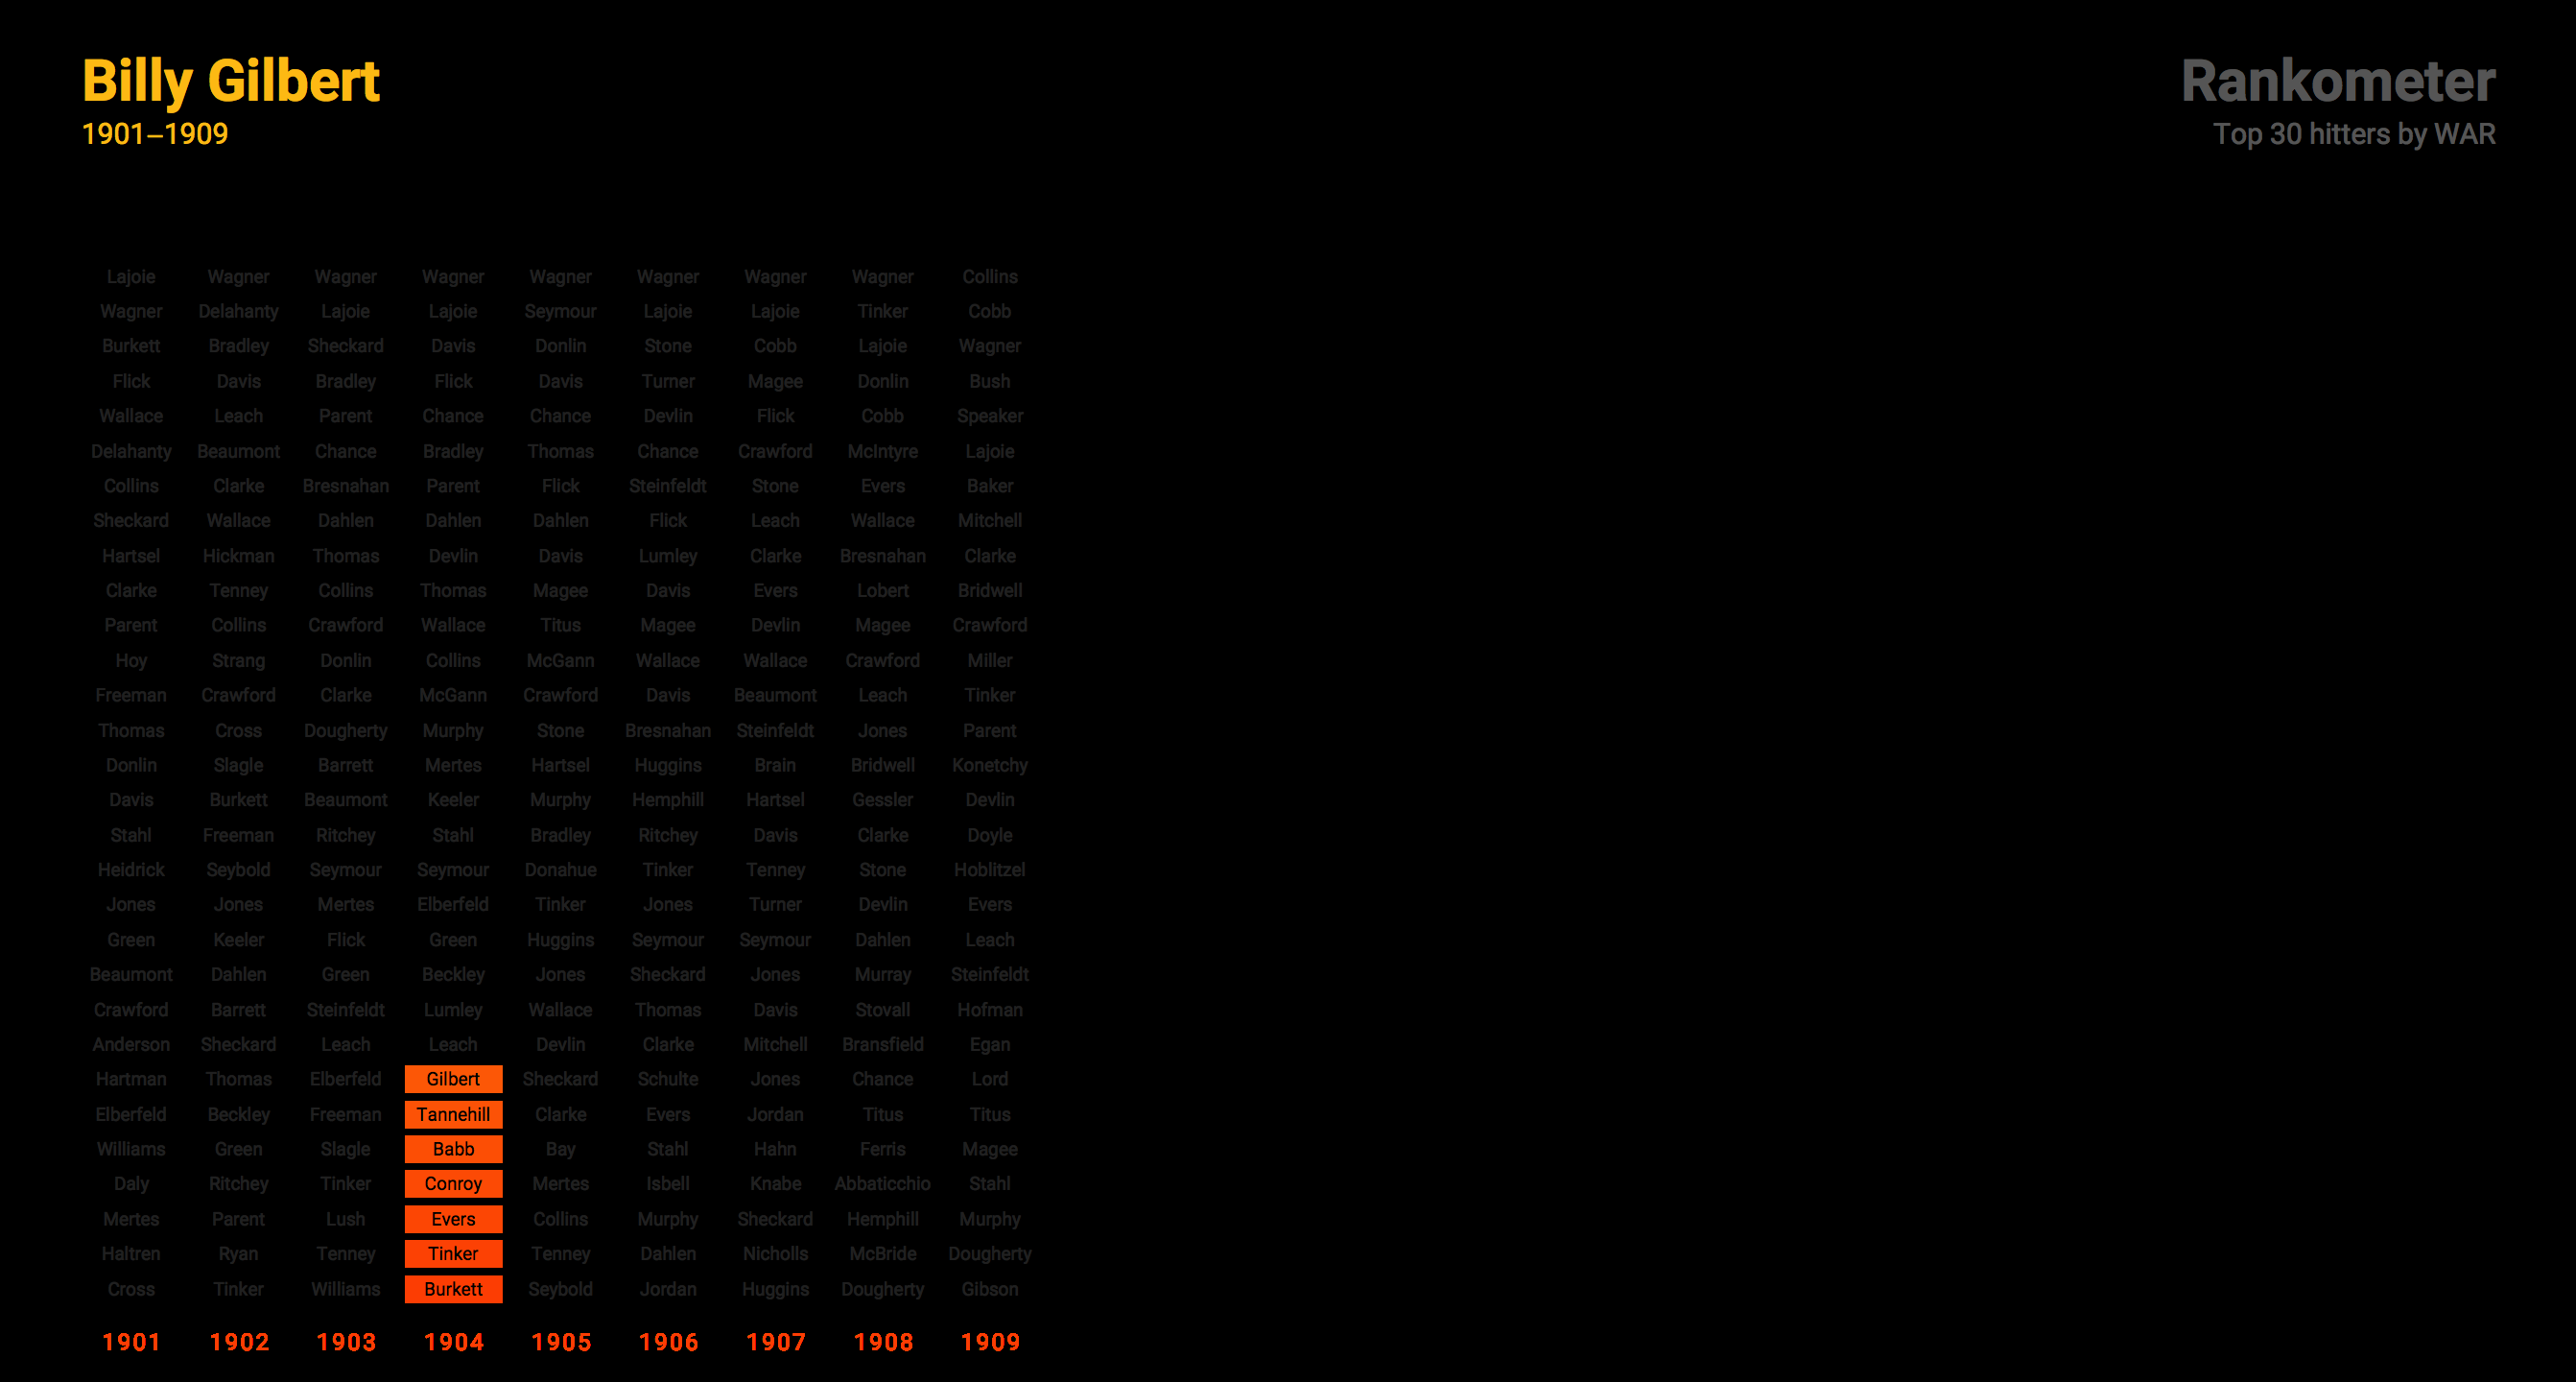 Billy Gilbert
1901–1909
Rankometer
Top 30 hitters by WAR
Lajoie Wagner Wagner Wagner Wagner Wagner Wagner Wagner Collins
Wagner Delahanty Lajoie Lajoie Seymour Lajoie Lajoie Tinker Cobb
Burkett Bradley Sheckard Davis Donlin Stone Cobb Lajoie Wagner
Flick Davis Bradley Flick Davis Turner Magee Donlin Bush
Wallace Leach Parent Chance Chance Devlin Flick Cobb Speaker
Delahanty Beaumont Chance Bradley Thomas Chance Crawford McIntyre Lajoie
Collins Clarke Bresnahan Parent Flick Steinfeldt Stone Evers Baker
Sheckard Wallace Dahlen Dahlen Dahlen Flick Leach Wallace Mitchell
Hartsel Hickman Thomas Devlin Davis Lumley Clarke Bresnahan Clarke
Clarke Tenney Collins Thomas Magee Davis Evers Lobert Bridwell
Parent Collins Crawford Wallace Titus Magee Devlin Magee Crawford
Hoy Strang Donlin Collins McGann Wallace Wallace Crawford Miller
Freeman Crawford Clarke McGann Crawford Davis Beaumont Leach Tinker
Thomas Cross Dougherty Murphy Stone Bresnahan Steinfeldt Jones Parent
Donlin Slagle Barrett Mertes Hartsel Huggins Brain Bridwell Konetchy
Davis Burkett Beaumont Keeler Murphy Hemphill Hartsel Gessler Devlin
Stahl Freeman Ritchey Stahl Bradley Ritchey Davis Clarke Doyle
Heidrick Seybold Seymour Seymour Donahue Tinker Tenney Stone Hoblitzel
Jones Jones Mertes Elberfeld Tinker Jones Turner Devlin Evers
Green Keeler Flick Green Huggins Seymour Seymour Dahlen Leach
Beaumont Dahlen Green Beckley Jones Sheckard Jones Murray Steinfeldt
Crawford Barrett Steinfeldt Lumley Wallace Thomas Davis Stovall Hofman
Anderson Sheckard Leach Leach Devlin Clarke Mitchell Bransfield Egan
Hartman Thomas Elberfeld Gilbert Sheckard Schulte Jones Chance Lord
Elberfeld Beckley Freeman Tannehill Clarke Evers Jordan Titus Titus
Williams Green Slagle Babb Bay Stahl Hahn Ferris Magee
Daly Ritchey Tinker Conroy Mertes Isbell Knabe Abbaticchio Stahl
Mertes Parent Lush Evers Collins Murphy Sheckard Hemphill Murphy
Haltren Ryan Tenney Tinker Tenney Dahlen Nicholls McBride Dougherty
Cross Tinker Williams Burkett Seybold Jordan Huggins Dougherty Gibson
1901 1902 1903 1904 1905 1906 1907 1908 1909